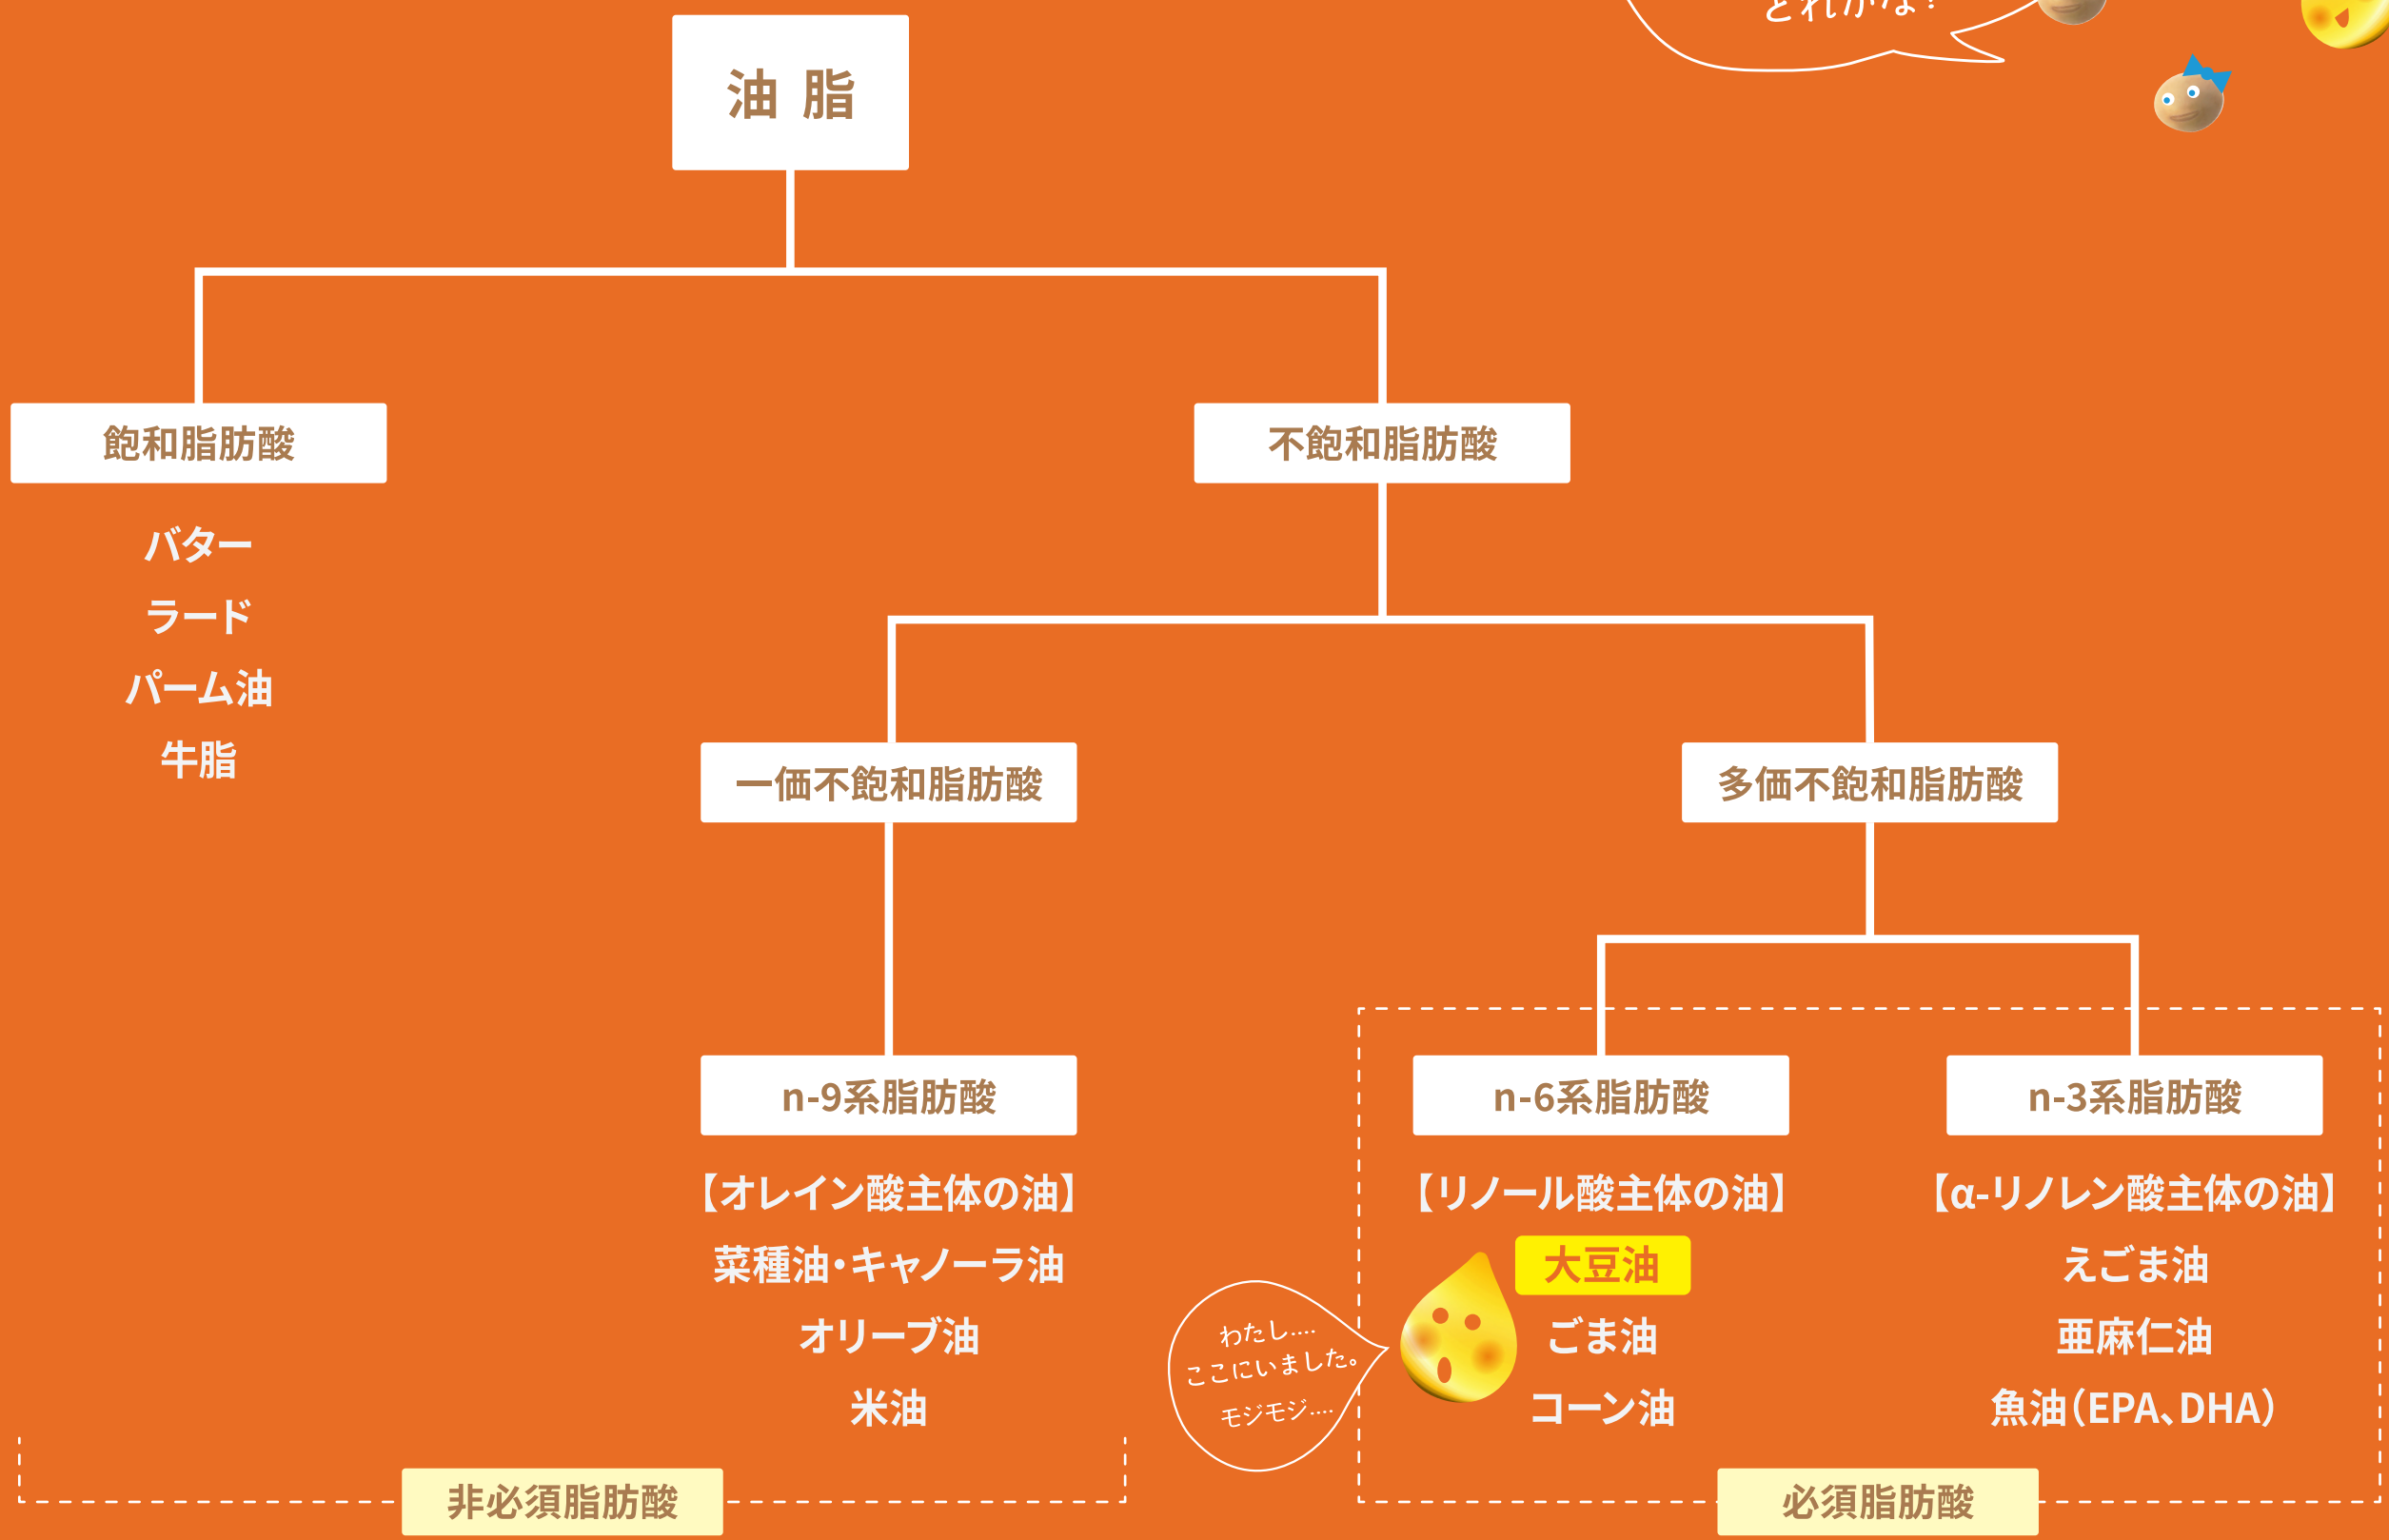 どれかな?
油 脂
飽和脂肪酸
不飽和脂肪酸
バター
ラード
パーム油
牛脂
一価不飽和脂肪酸
多価不飽和脂肪酸
n-9系脂肪酸
n-6系脂肪酸
n-3系脂肪酸
【オレイン酸主体の油】
菜種油・キャノーラ油
オリーブ油
米油
【リノール酸主体の油】
大豆油
ごま油
コーン油
【α-リノレン酸主体の油】
えごま油
亜麻仁油
魚油(EPA、DHA)
わたし....
ここにいました。
モジモジ....
非必須脂肪酸
必須脂肪酸